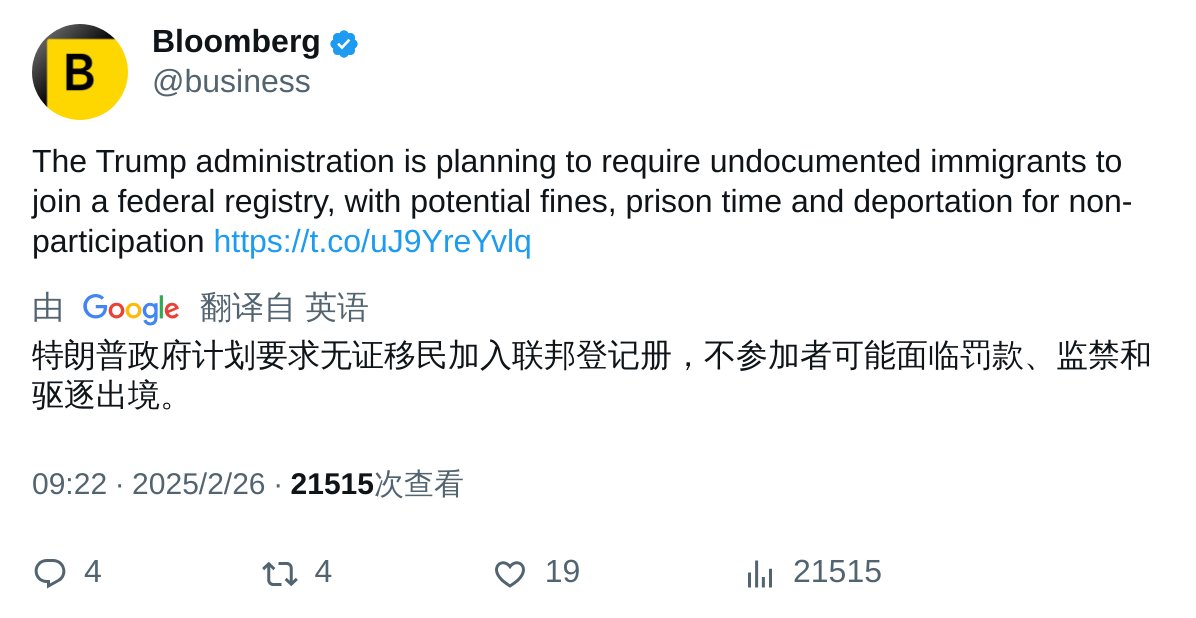 B
Bloomberg
@business
The Trump administration is planning to require undocumented immigrants to
join a federal registry, with potential fines, prison time and deportation for non-
participation https://t.co/uJ9YreYvlq
由 Google 翻译自 英语
特朗普政府计划要求无证移民加入联邦登记册，不参加者可能面临罚款、监禁和
驱逐出境。
09:22 · 2025/2/26 · 21515次查看
4 4 19 21515